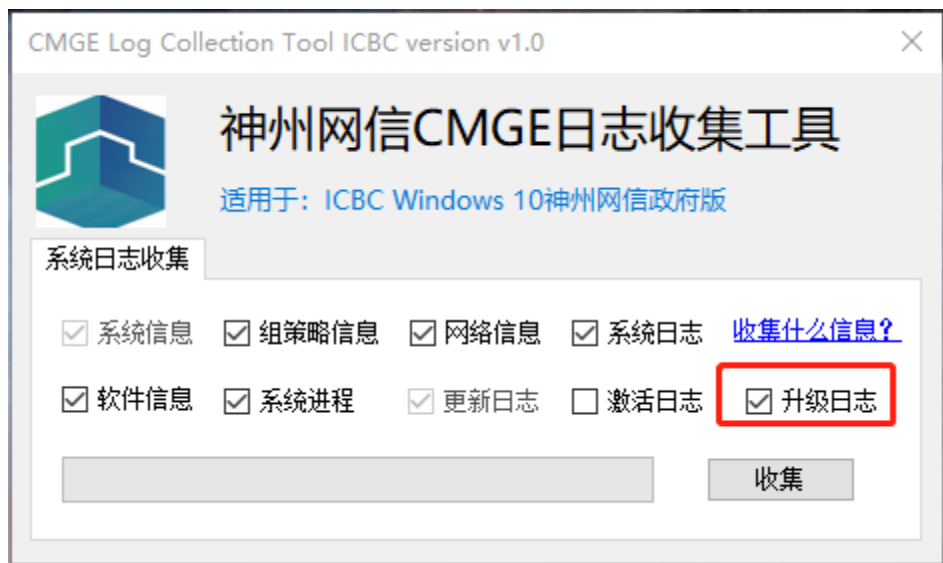 CMGE Log Collection Tool ICBC version v1.0
神州网信CMGE日志收集工具
适用于：ICBC Windows 10神州网信政府版
系统日志收集
系统信息 组策略信息 网络信息 系统日志 收集什么信息？
软件信息 系统进程 更新日志 激活日志 升级日志
收集